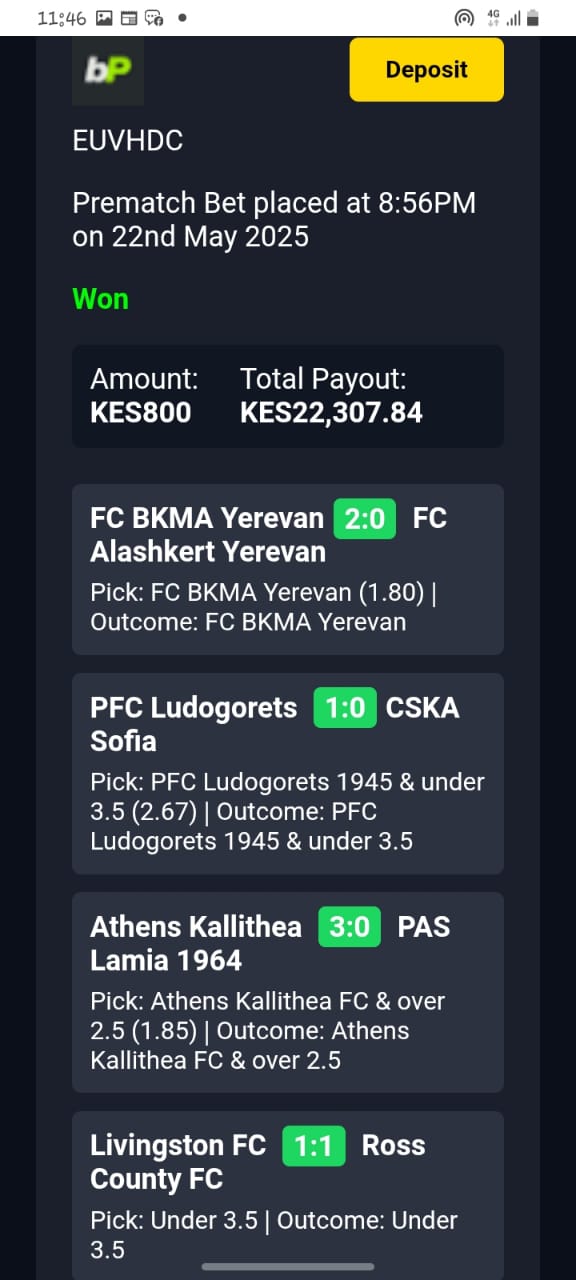 11:46
4G
bP
Deposit
EUVHDC
Prematch Bet placed at 8:56PM
on 22nd May 2025
Won
Amount: Total Payout:
KES800 KES22,307.84
FC BKMA Yerevan 2:0 FC
Alashkert Yerevan
Pick: FC BKMA Yerevan (1.80) |
Outcome: FC BKMA Yerevan
PFC Ludogorets 1:0 CSKA
Sofia
Pick: PFC Ludogorets 1945 & under
3.5 (2.67) | Outcome: PFC
Ludogorets 1945 & under 3.5
Athens Kallithea 3:0 PAS
Lamia 1964
Pick: Athens Kallithea FC & over
2.5 (1.85) | Outcome: Athens
Kallithea FC & over 2.5
Livingston FC 1:1 Ross
County FC
Pick: Under 3.5 | Outcome: Under
3.5